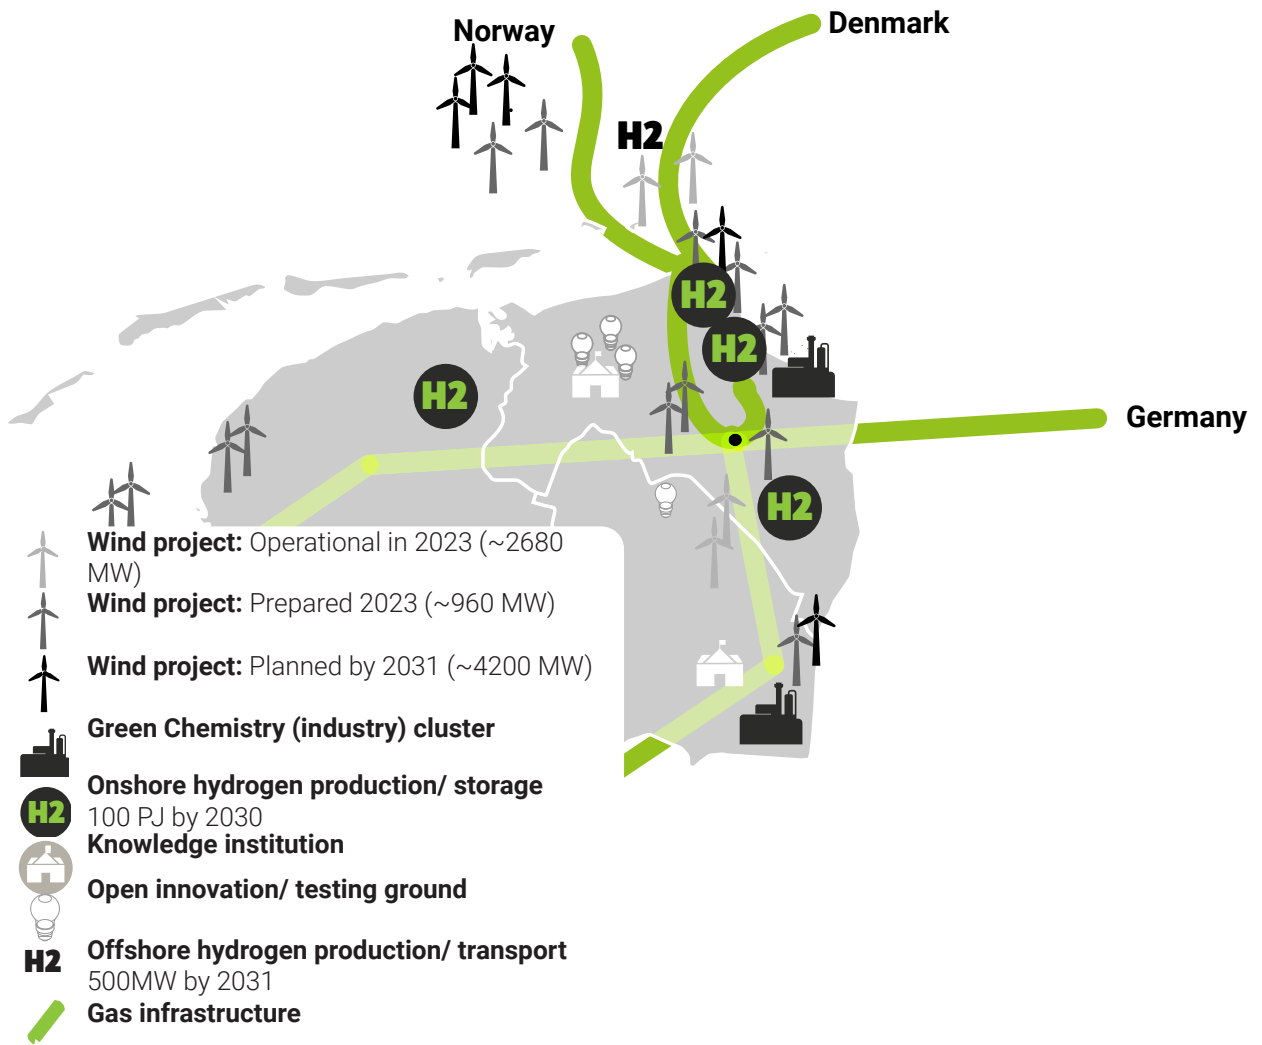 Denmark
Norway
H2
H2
H2
H2
Germany
H2
Wind project: Operational in 2023 (~2680
MW)
Wind project: Prepared 2023 (~960 MW)
Wind project: Planned by 2031 (~4200 MW)
Green Chemistry (industry) cluster
Onshore hydrogen production/ storage
H2 100 PJ by 2030
Knowledge institution
Open innovation/ testing ground
Offshore hydrogen production/ transport
H2 500MW by 2031
Gas infrastructure